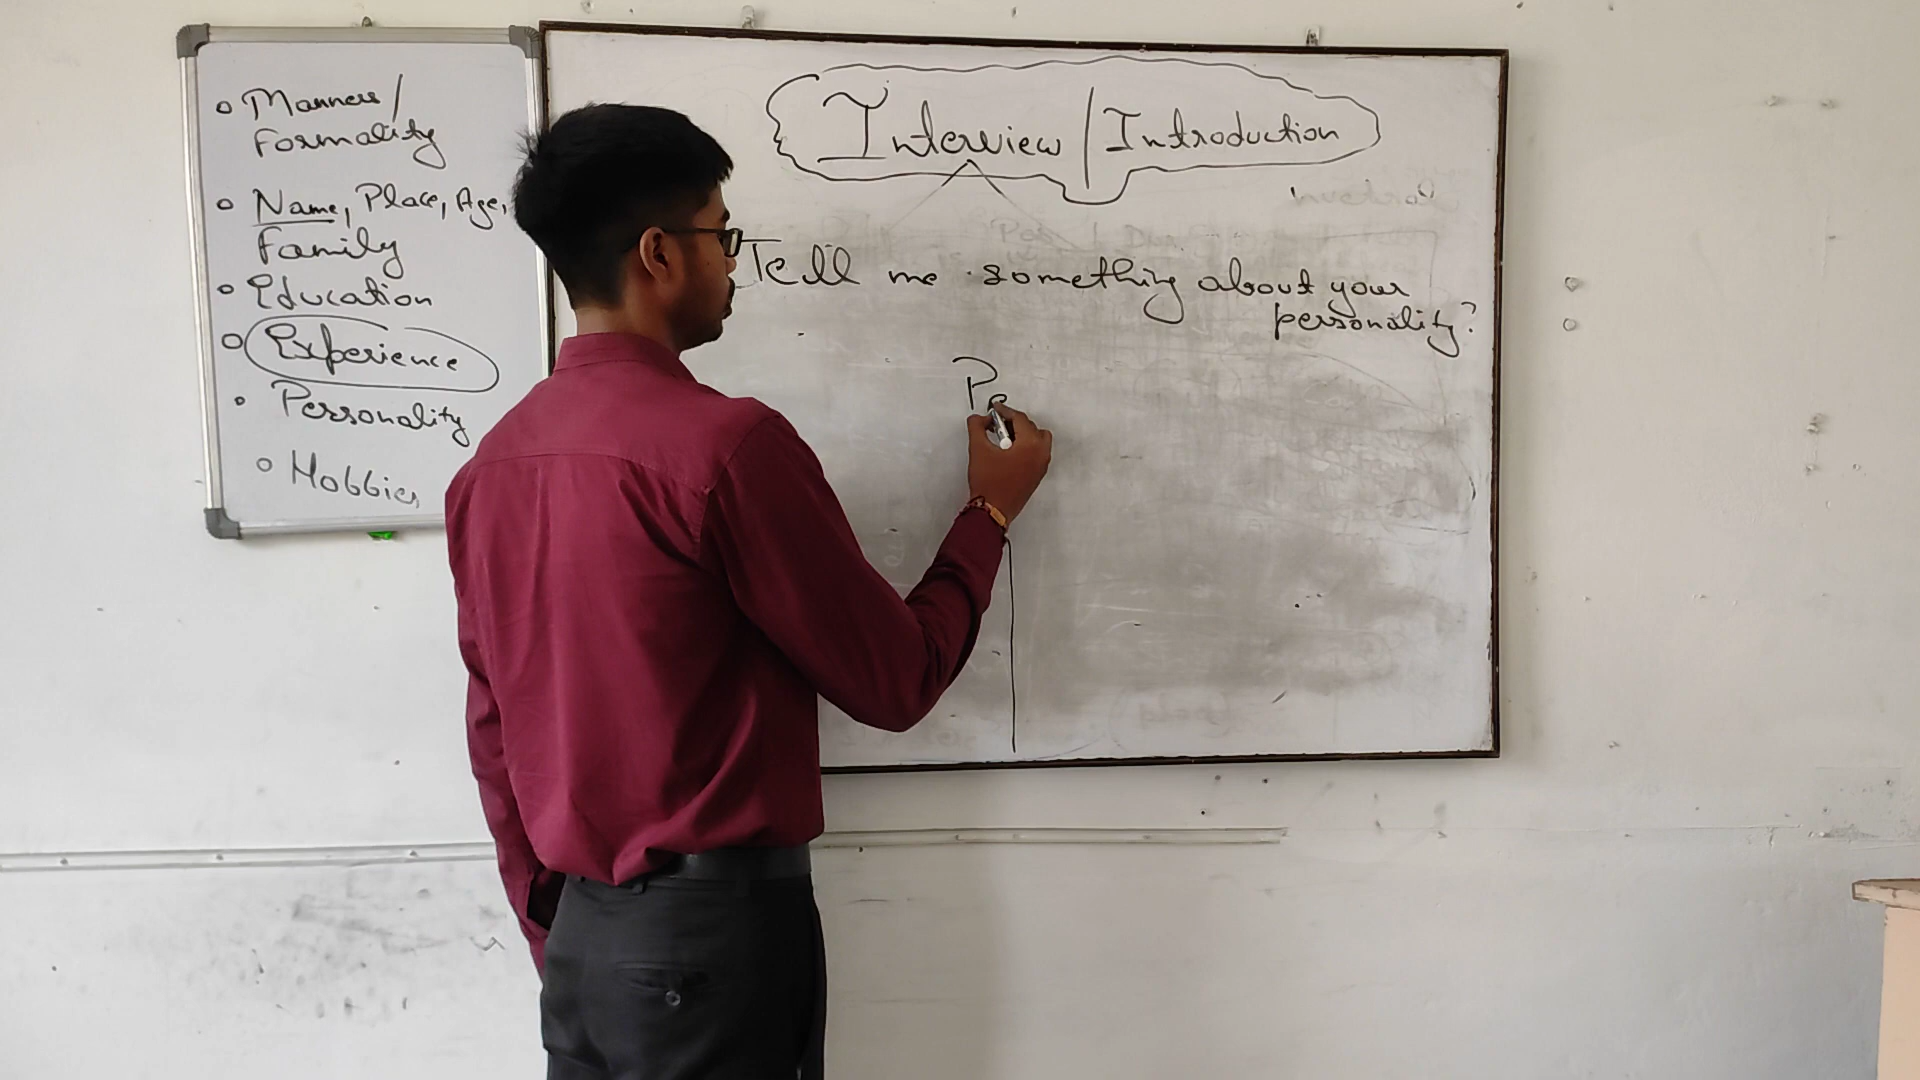 Manners/
Formality
Name, Place, Age,
Family
Education
Experience
Personality
Hobbies
Interview/Introduction
Tell me something about your
personality?
Pe